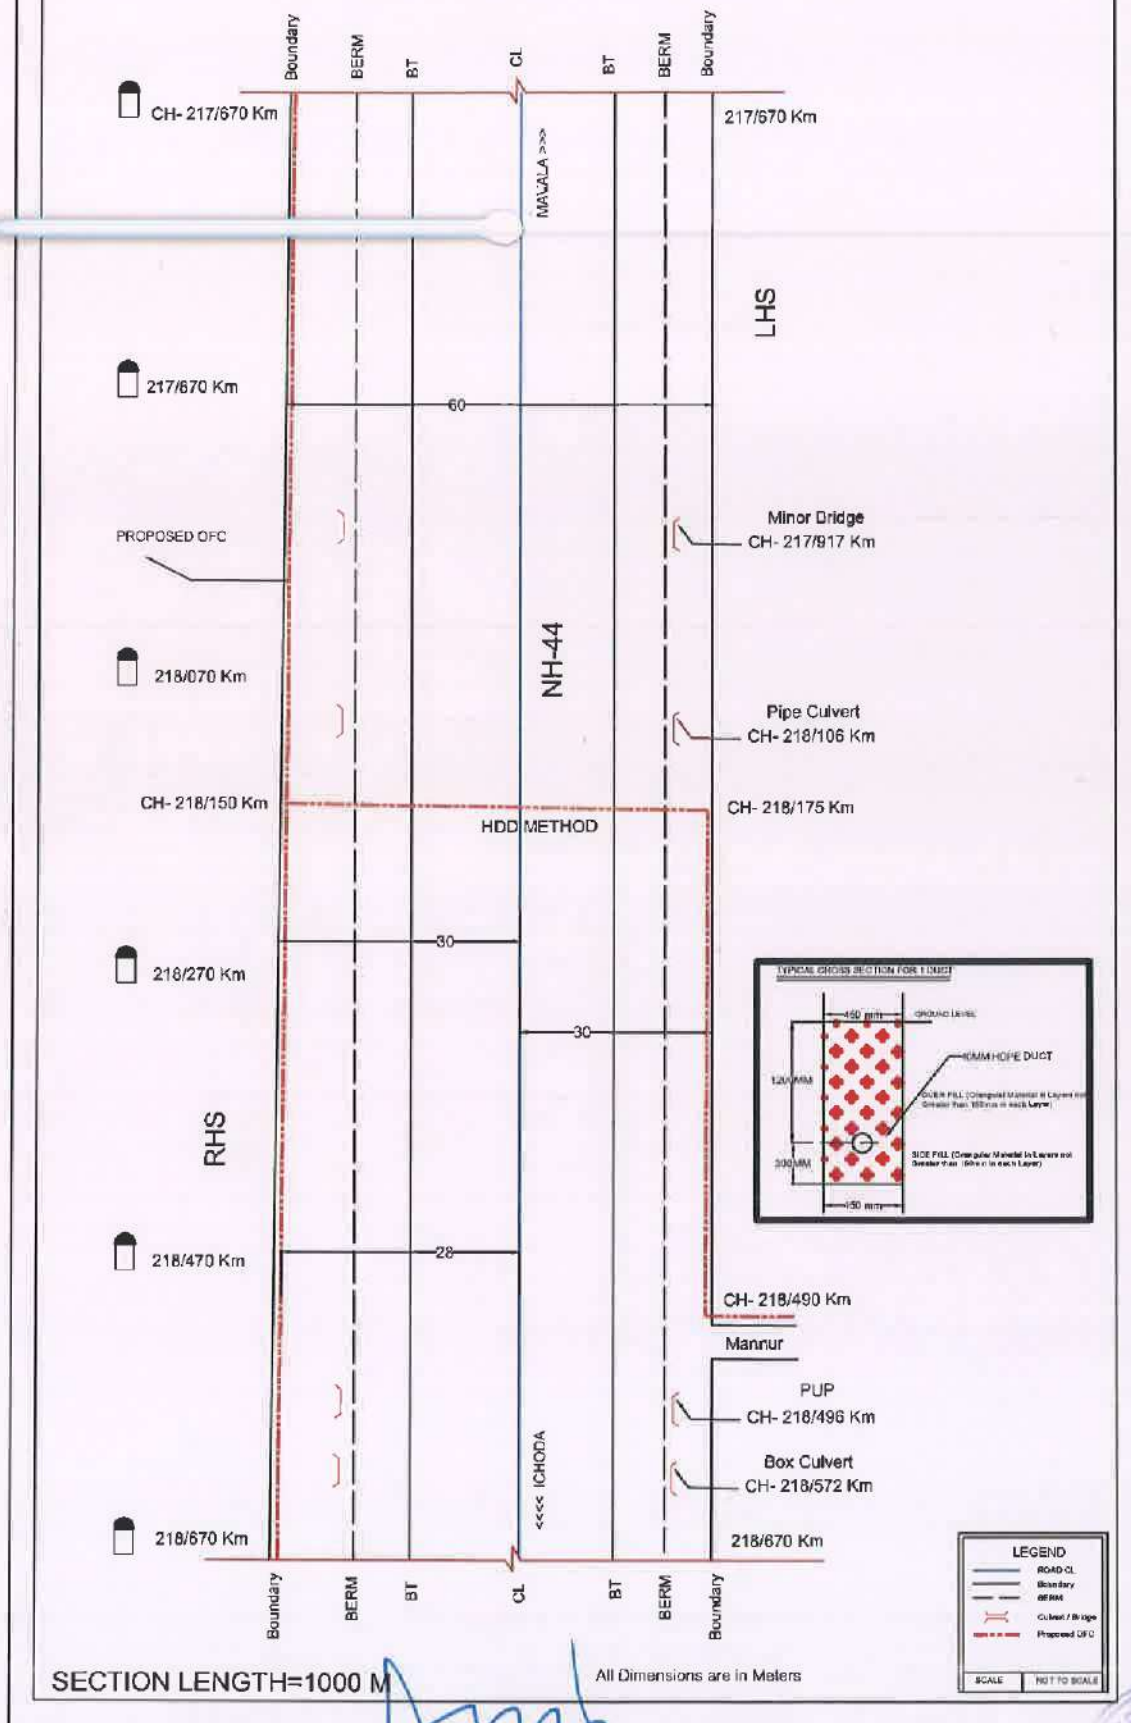 Boundary
BERM
BT
CL
BT
BERM
Boundary
CH- 217/670 Km
217/670 Km
MAVALA >>>
LHS
217/670 Km
60
Minor Bridge
CH- 217/917 Km
PROPOSED OFC
NH-44
218/070 Km
Pipe Culvert
CH- 218/106 Km
CH- 218/150 Km
CH- 218/175 Km
HDD METHOD
30
218/270 Km
30
TYPICAL CROSS SECTION FOR 1 DUCT
450 mm
GROUND LEVEL
40MM HDPE DUCT
1200MM
300MM
450 mm
RHS
218/470 Km
28
CH- 218/490 Km
Mannur
PUP
CH- 218/496 Km
Box Culvert
CH- 218/572 Km
<<<< ICHODA
218/670 Km
218/670 Km
Boundary
BERM
BT
CL
BT
BERM
Boundary
LEGEND
ROAD CL
Boundary
BERM
Culvert / Bridge
Proposed OFC
SCALE
NOT TO SCALE
SECTION LENGTH=1000 M
All Dimensions are in Meters